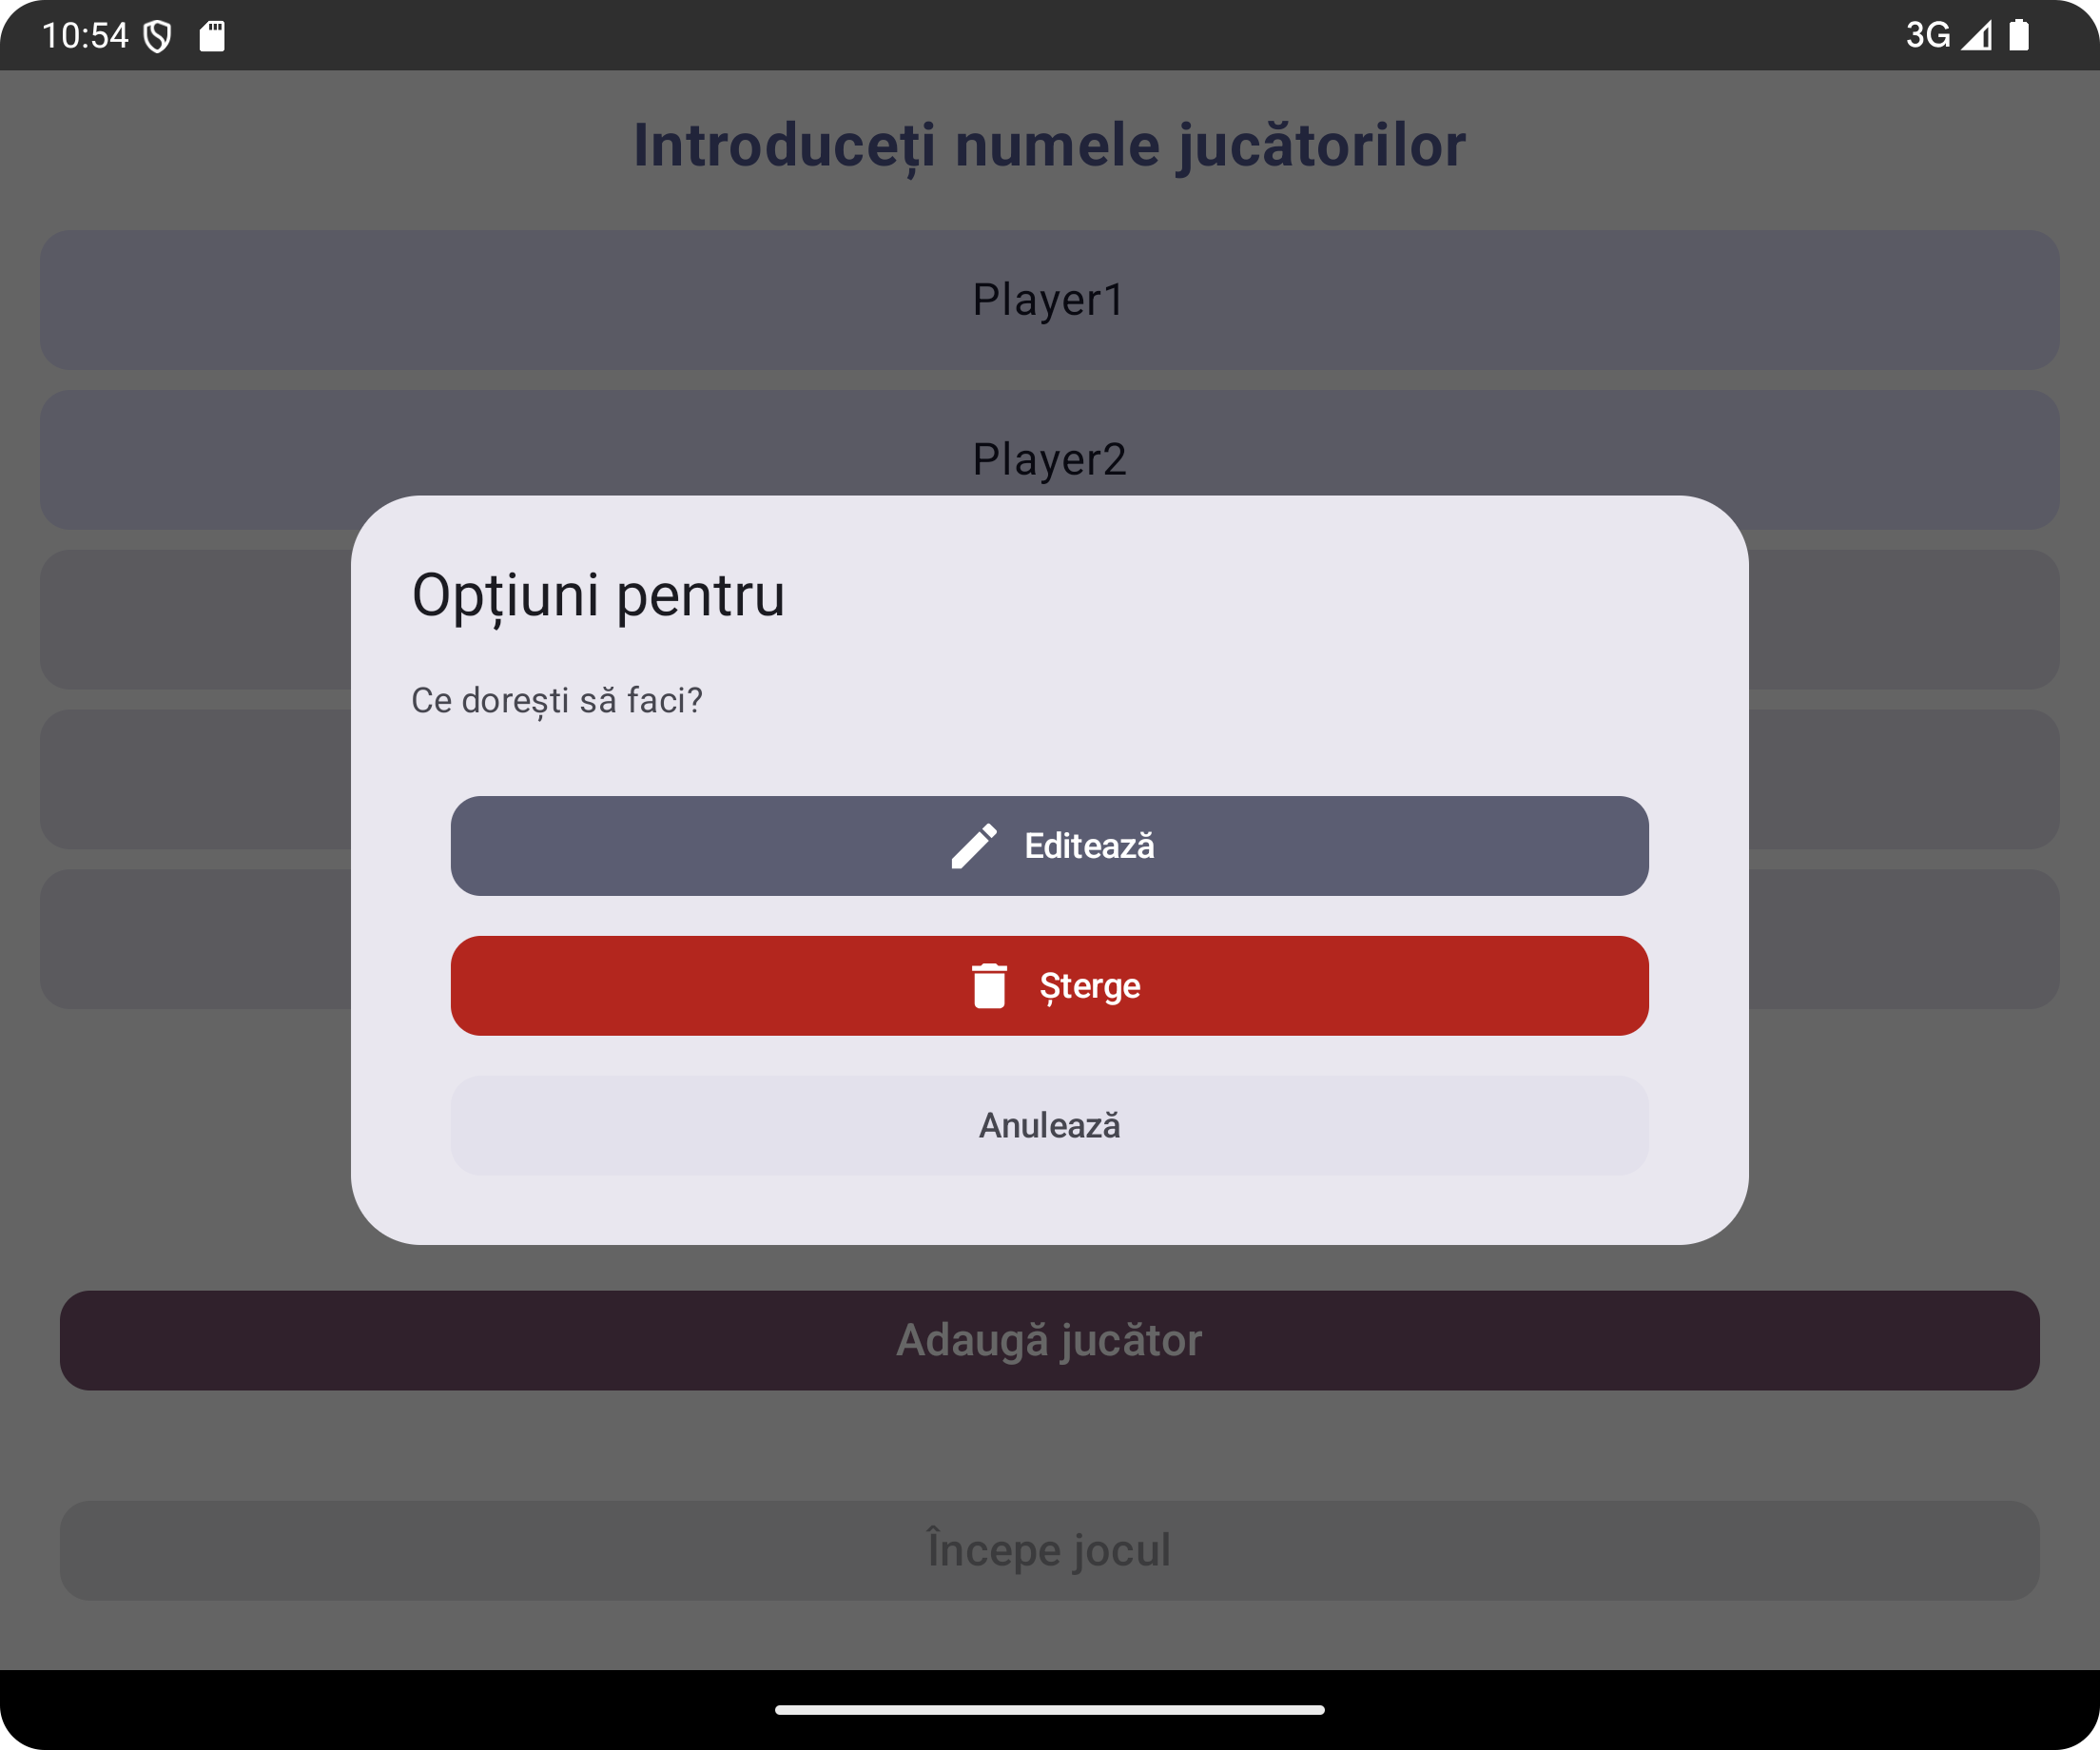 10:54
3G
Introduceți numele jucătorilor
Player1
Player2
Opțiuni pentru
Ce dorești să faci?
Editează
Șterge
Anulează
Adaugă jucător
Începe jocul